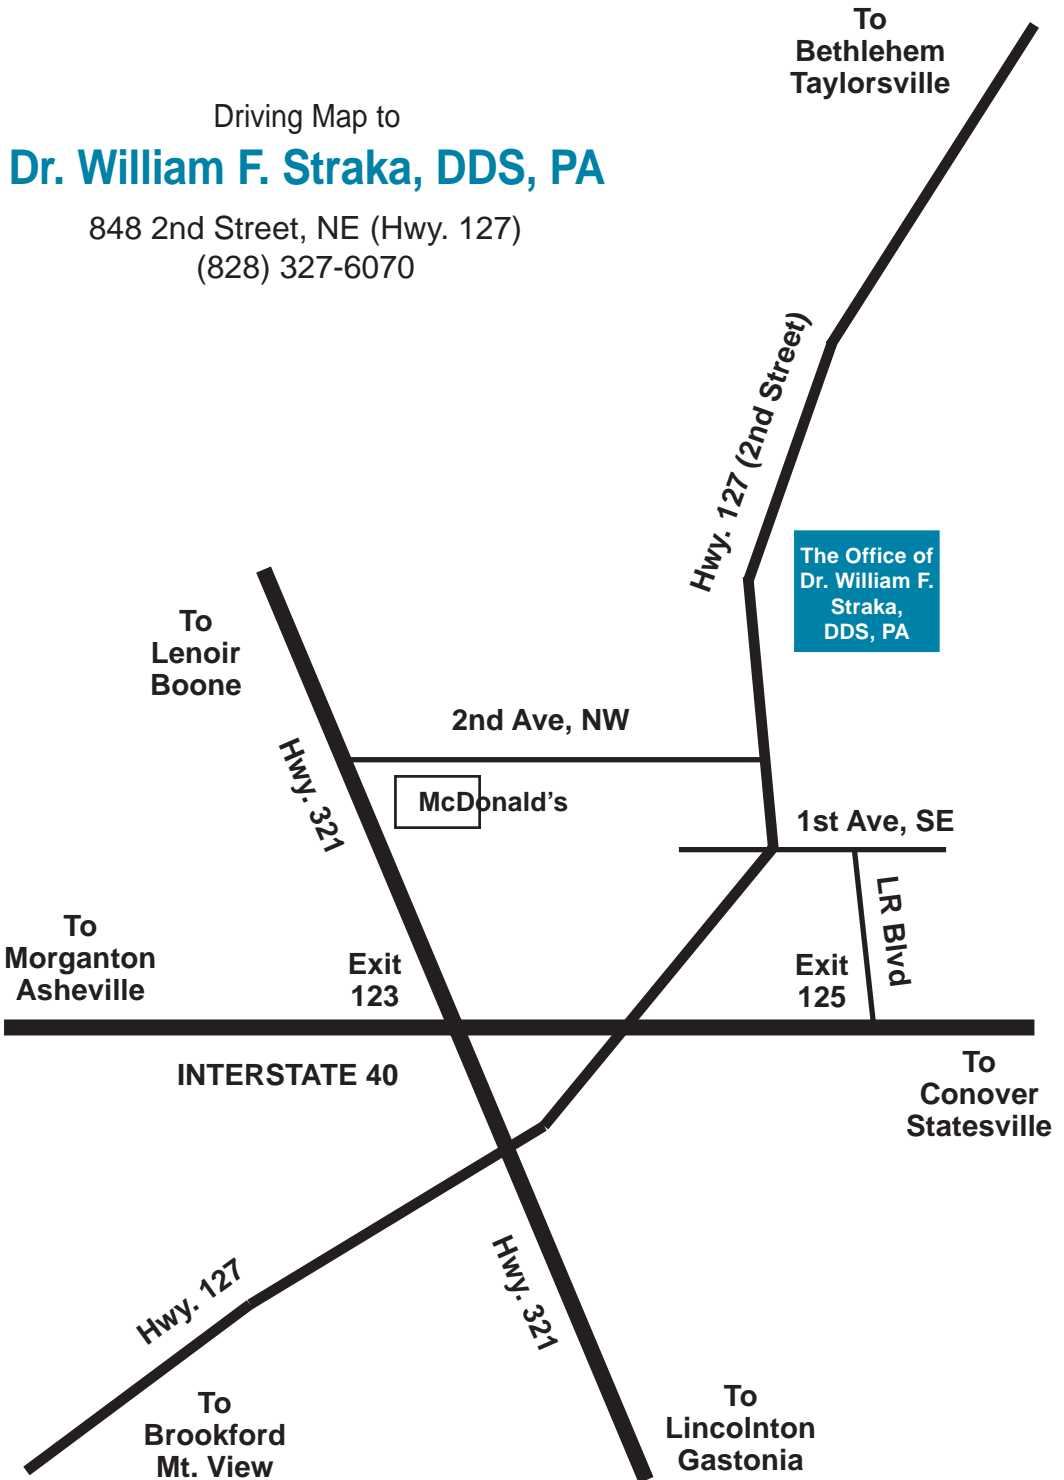 To
Bethlehem
Taylorsville
Driving Map to
Dr. William F. Straka, DDS, PA
848 2nd Street, NE (Hwy. 127)
(828) 327-6070
Hwy. 127 (2nd Street)
The Office of
Dr. William F.
Straka,
DDS, PA
To
Lenoir
Boone
2nd Ave, NW
Hwy. 321
McDonald’s
1st Ave, SE
LR Blvd
To
Morganton
Asheville
Exit
123
Exit
125
INTERSTATE 40
To
Conover
Statesville
Hwy. 127
Hwy. 321
To
Brookford
Mt. View
To
Lincolnton
Gastonia